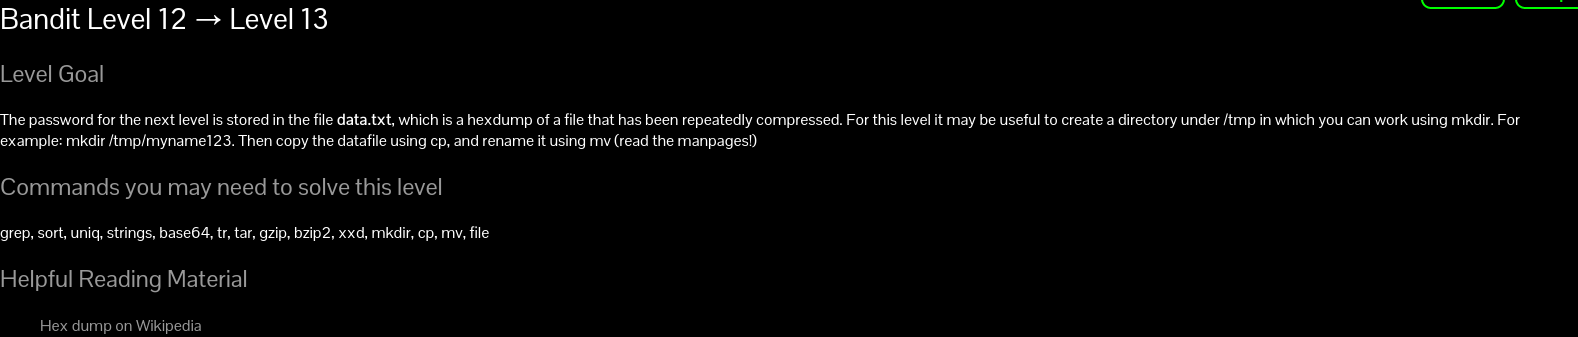 Bandit Level 12 → Level 13
Level Goal
The password for the next level is stored in the file data.txt, which is a hexdump of a file that has been repeatedly compressed. For this level it may be useful to create a directory under /tmp in which you can work using mkdir. For
example: mkdir /tmp/myname123. Then copy the datafile using cp, and rename it using mv (read the manpages!)
Commands you may need to solve this level
grep, sort, uniq, strings, base64, tr, tar, gzip, bzip2, xxd, mkdir, cp, mv, file
Helpful Reading Material
Hex dump on Wikipedia